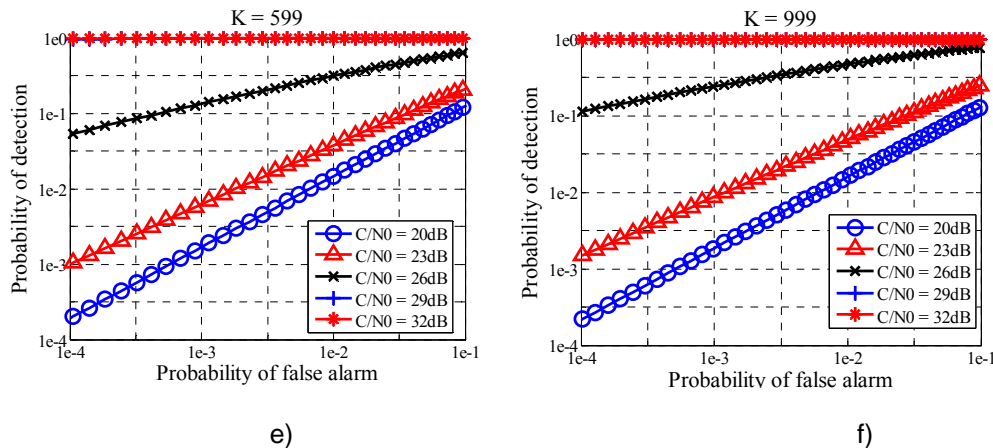 K = 599
Probability of detection
1e0
1e-1
1e-2
1e-3
1e-4
1e-4
1e-3
1e-2
1e-1
Probability of false alarm
C/N0 = 20dB
C/N0 = 23dB
C/N0 = 26dB
C/N0 = 29dB
C/N0 = 32dB
e)
K = 999
Probability of detection
1e0
1e-1
1e-2
1e-3
1e-4
1e-4
1e-3
1e-2
1e-1
Probability of false alarm
C/N0 = 20dB
C/N0 = 23dB
C/N0 = 26dB
C/N0 = 29dB
C/N0 = 32dB
f)